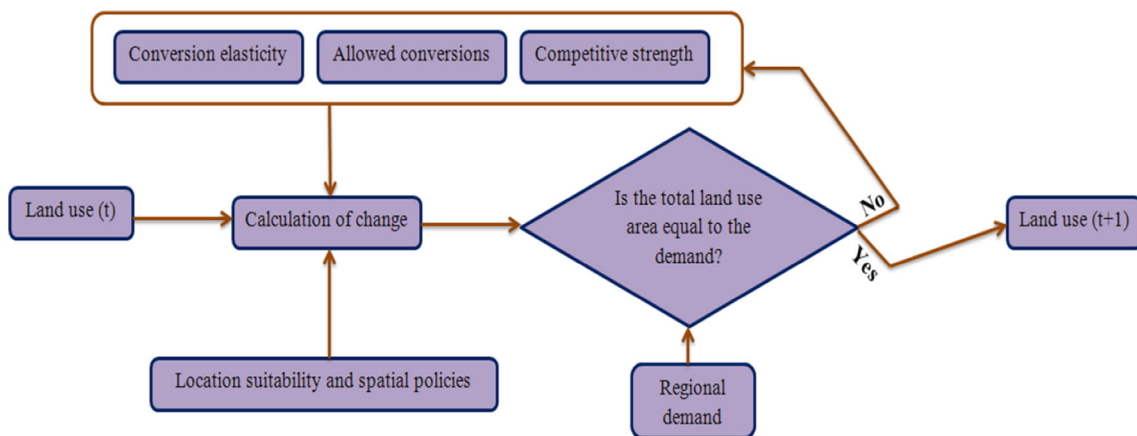 Conversion elasticity
Allowed conversions
Competitive strength
Land use (t)
Calculation of change
Is the total land use
area equal to the
demand?
No
Yes
Land use (t+1)
Location suitability and spatial policies
Regional
demand